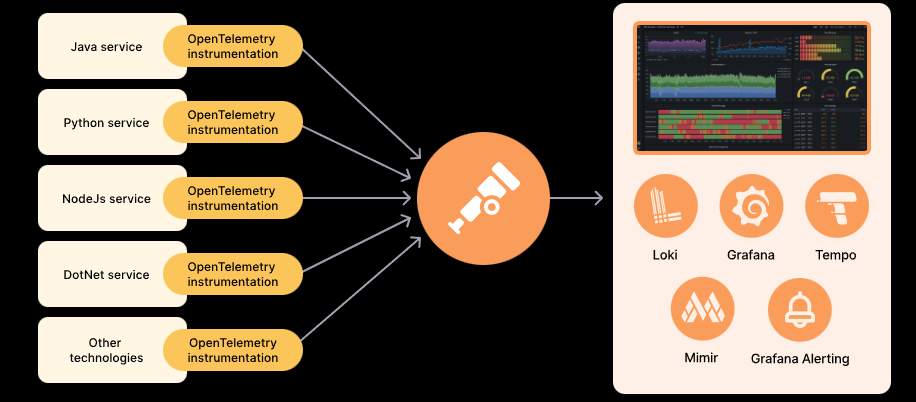 Java service
OpenTelemetry
instrumentation
Python service
OpenTelemetry
instrumentation
NodeJs service
OpenTelemetry
instrumentation
DotNet service
OpenTelemetry
instrumentation
Other
technologies
OpenTelemetry
instrumentation
Loki
Grafana
Tempo
Mimir
Grafana Alerting